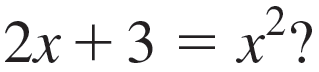 2x + 3 = x²?